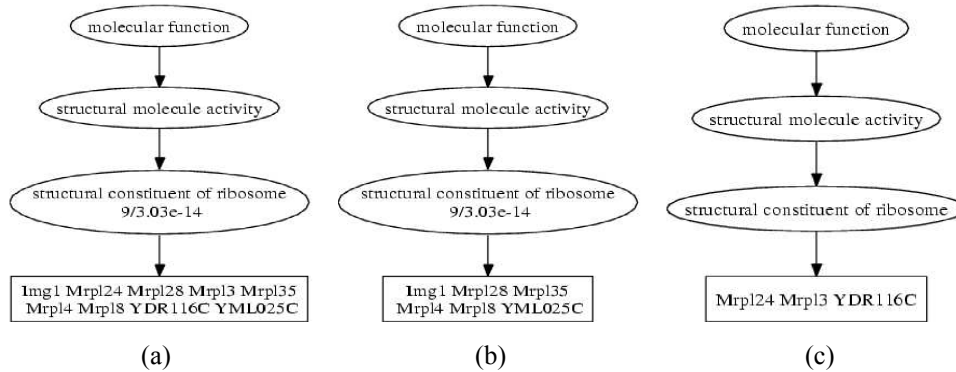 molecular function
structural molecule activity
structural constituent of ribosome
9/3.03e-14
Img1 Mrpl24 Mrpl28 Mrpl3 Mrpl35
Mrpl4 Mrpl8 YDR116C YML025C
(a)
molecular function
structural molecule activity
structural constituent of ribosome
9/3.03e-14
Img1 Mrpl28 Mrpl35
Mrpl4 Mrpl8 YML025C
(b)
molecular function
structural molecule activity
structural constituent of ribosome
Mrpl24 Mrpl3 YDR116C
(c)